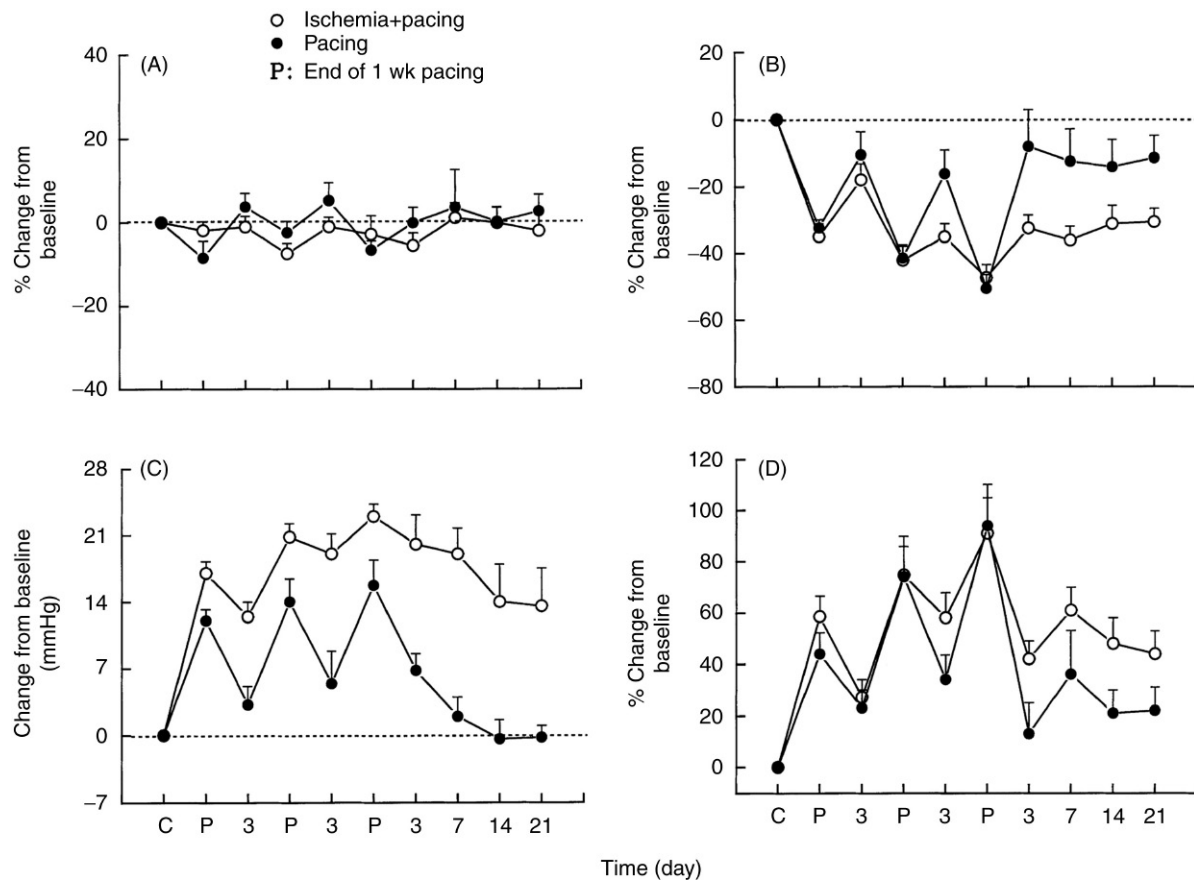 Ischemia+pacing
Pacing
P: End of 1 wk pacing
(A)
40
20
0
−20
−40
% Change from
baseline
(B)
20
0
−20
−40
−60
−80
% Change from
baseline
(C)
28
21
14
7
0
−7
Change from baseline
(mmHg)
C P 3 P 3 P 3 7 14 21
(D)
120
100
80
60
40
20
0
% Change from
baseline
C P 3 P 3 P 3 7 14 21
Time (day)